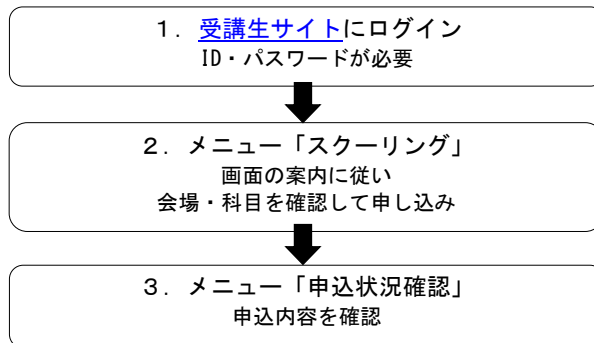 １．受講生サイトにログイン
ID・パスワードが必要
２．メニュー「スクーリング」
画面の案内に従い
会場・科目を確認して申し込み
３．メニュー「申込状況確認」
申込内容を確認